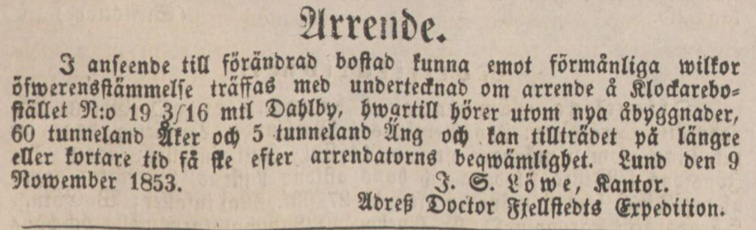 Arrende.
I anseende till förändrad bostad kunna emot förmånliga wilkor
öfwerensstämmelse träffas med undertecknad om arrende å Klockarebo-
stället N:o 19 3/16 mtl Dahlby, hwartill hörer utom nya åbyggnader,
60 tunneland Åker och 5 tunneland Äng och kan tillträdet på längre
eller kortare tid få ske efter arrendatorns beqwämlighet. Lund den 9
Nowember 1853. J. S. Löwe, Kantor.
Adreß Doctor Fjellstedts Expedition.